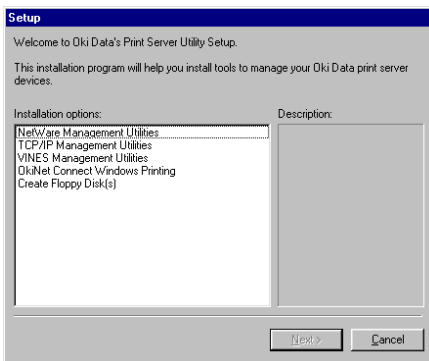 Setup
Welcome to Oki Data's Print Server Utility Setup.
This installation program will help you install tools to manage your Oki Data print server
devices.
Installation options:
Description:
NetWare Management Utilities
TCP/IP Management Utilities
VINES Management Utilities
OkiNet Connect Windows Printing
Create Floppy Disk(s)
Next >
Cancel